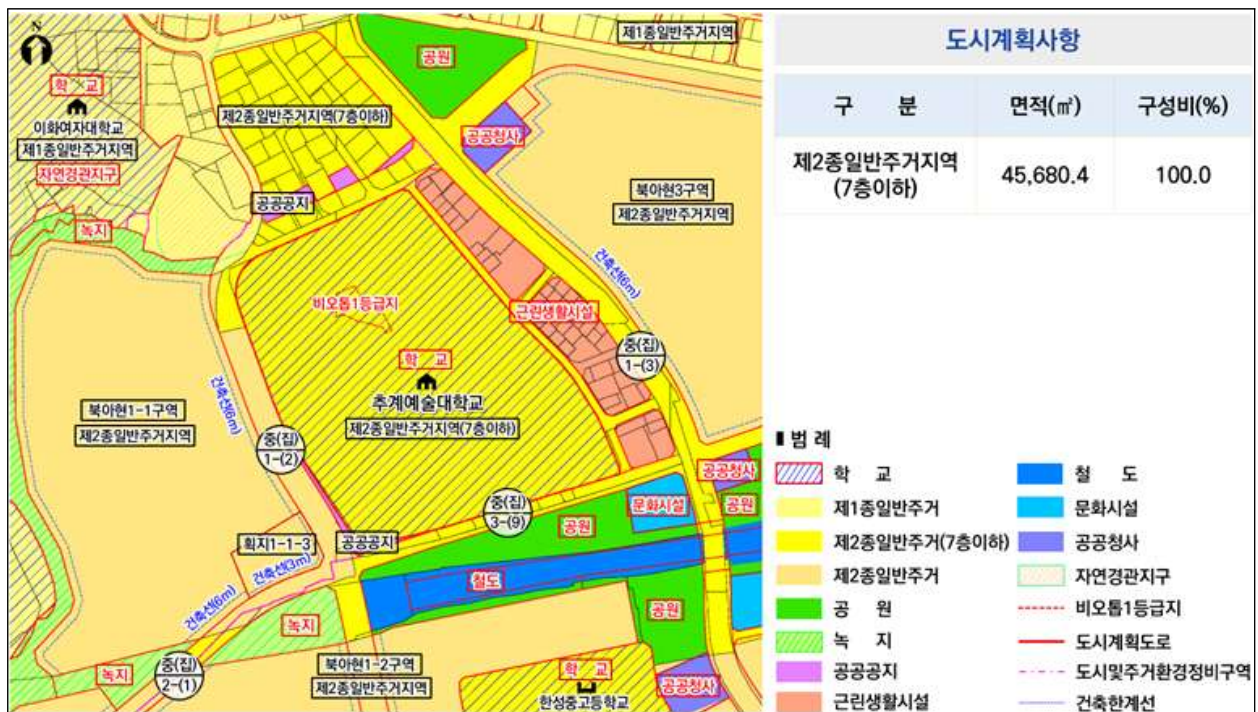 N
제1종일반주거지역
공원
학 교
이화여자대학교
제1종일반주거지역
자연경관지구
제2종일반주거지역(7층이하)
공공청사
북아현3구역
제2종일반주거지역
공공공지
녹지
건축선(6m)
비오톱1등급지
근린생활시설
중(집)
1-(3)
학 교
추계예술대학교
제2종일반주거지역(7층이하)
건축선(6m)
북아현1-1구역
제2종일반주거지역
중(집)
1-(2)
공공청사
문화시설
공원
중(집)
3-(9)
공원
획지1-1-3
공공공지
건축선(3m)
철도
건축선(6m)
공원
녹지
녹지
중(집)
2-(1)
북아현1-2구역
제2종일반주거지역
학 교
한성중고등학교
공공청사
도시계획사항
구 분 면적(㎡) 구성비(%)
제2종일반주거지역
(7층이하) 45,680.4 100.0
범 례
학 교
제1종일반주거
제2종일반주거(7층이하)
제2종일반주거
공 원
녹 지
공공공지
근린생활시설
철 도
문화시설
공공청사
자연경관지구
비오톱1등급지
도시계획도로
도시및주거환경정비구역
건축한계선